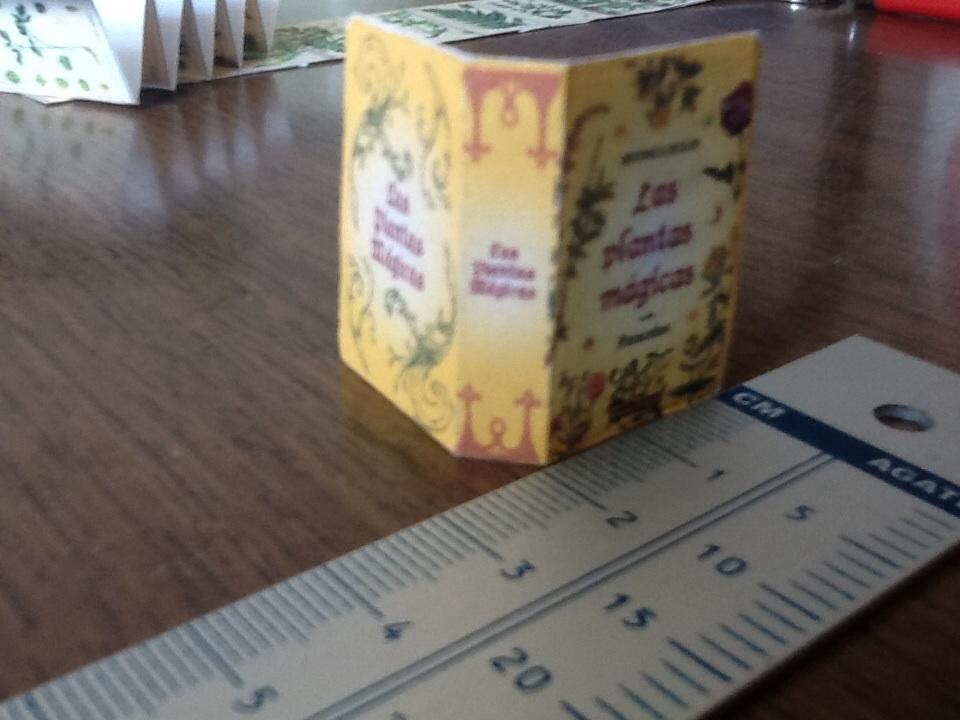 Las
Plantas
Mágicas
Las
Plantas
Mágicas
Las
plantas
mágicas
CM
AGAT
1
2
3
4
5
5
10
15
20